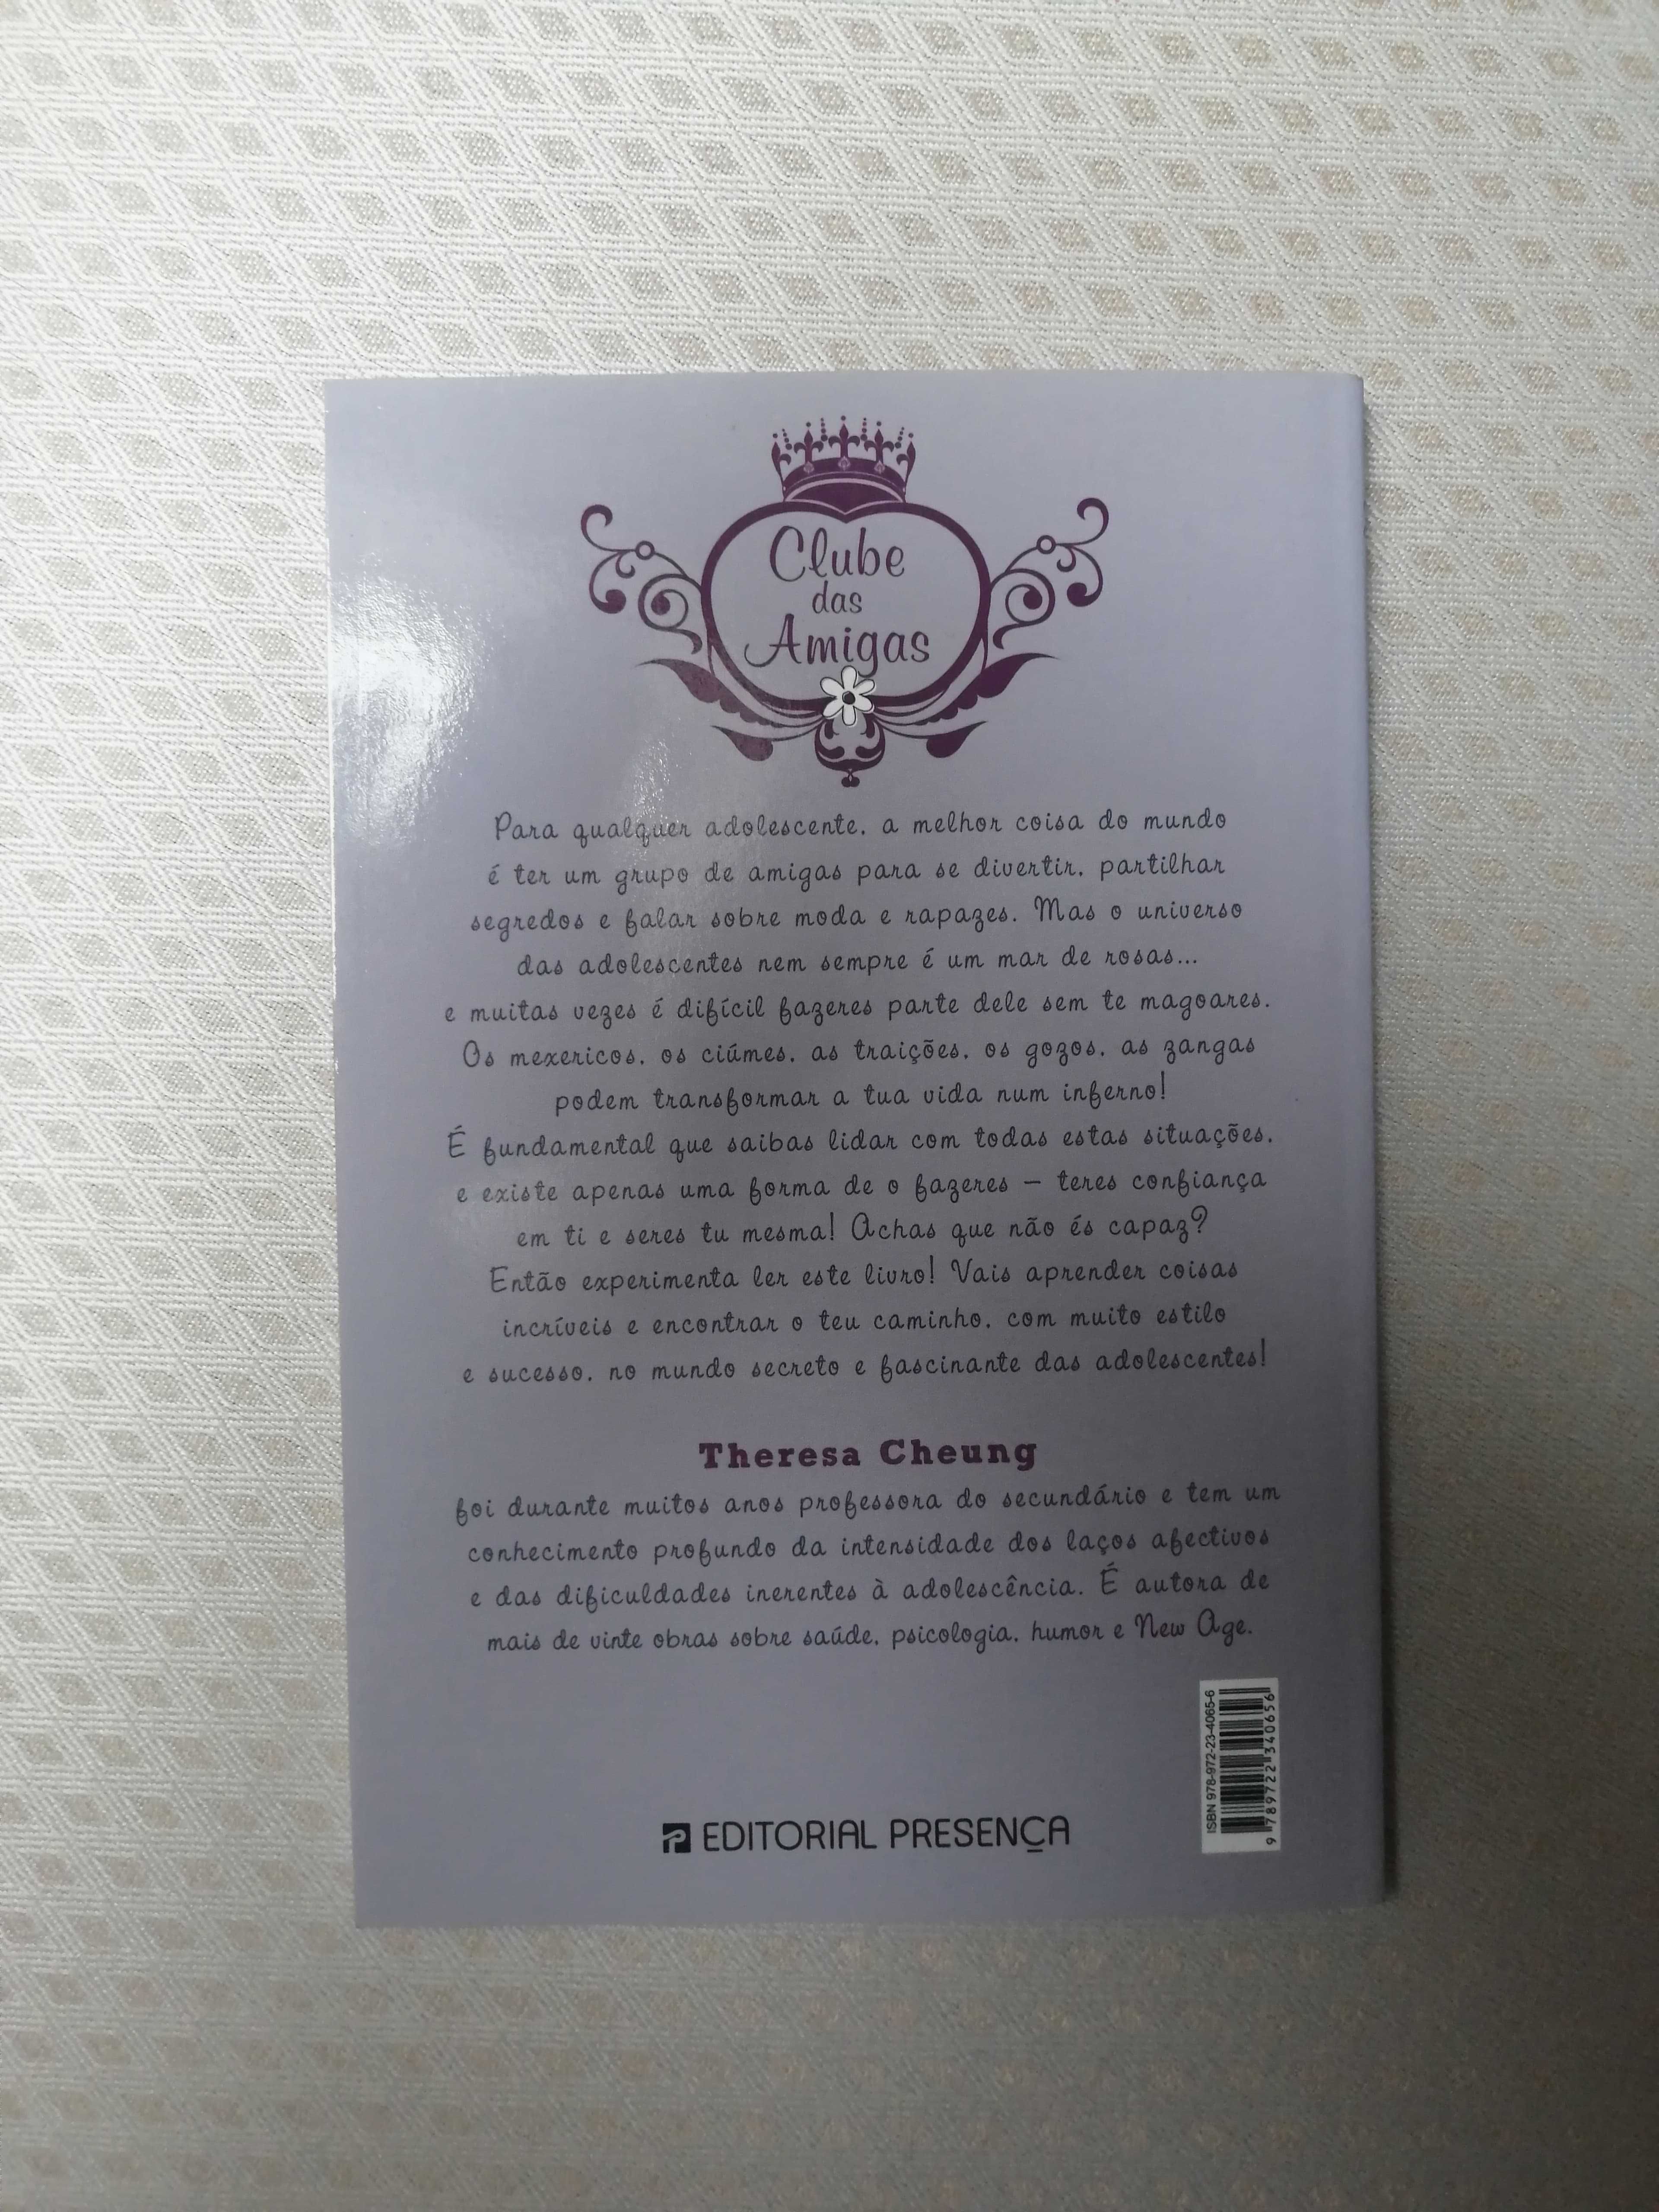 Clube
das
Amigas
Para qualquer adolescente, a melhor coisa do mundo
é ter um grupo de amigas para se divertir, partilhar
segredos e falar sobre moda e rapazes. Mas o universo
das adolescentes nem sempre é um mar de rosas...
e muitas vezes é difícil fazeres parte dele sem te magoares.
Os mexericos, os ciúmes, as traições, os gozos, as zangas
podem transformar a tua vida num inferno!
É fundamental que saibas lidar com todas estas situações,
e existe apenas uma forma de o fazeres – teres confiança
em ti e seres tu mesma! Achas que não és capaz?
Então experimenta ler este livro! Vais aprender coisas
incríveis e encontrar o teu caminho, com muito estilo
e sucesso, no mundo secreto e fascinante das adolescentes!
Theresa Cheung
foi durante muitos anos professora do secundário e tem um
conhecimento profundo da intensidade dos laços afectivos
e das dificuldades inerentes à adolescência. É autora de
mais de vinte obras sobre saúde, psicologia, humor e New Age.
EDITORIAL PRESENÇA
ISBN 978-972-23-4065-6
9 789722 340656